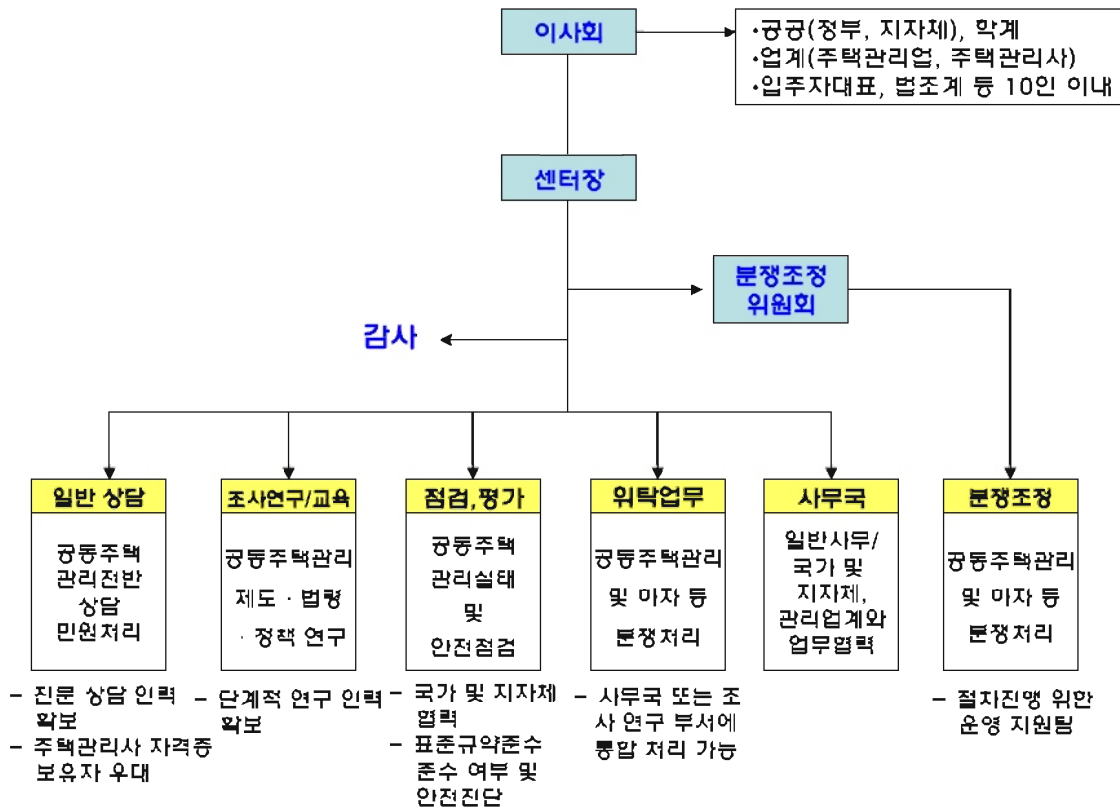 이사회
·공공(정부, 지자체), 학계
·업계(주택관리업, 주택관리사)
·입주자대표, 법조계 등 10인 이내
센터장
분쟁조정
위원회
감사
일반 상담
공동주택
관리전반
상담
민원처리
– 전문 상담 인력
확보
– 주택관리사 자격증
보유자 우대
조사연구/교육
공동주택관리
제도 · 법령
· 정책 연구
– 단계적 연구 인력
확보
점검,평가
공동주택
관리실태
및
안전점검
– 국가 및 지자체
협력
– 표준규약준수
준수 여부 및
안전진단
위탁업무
공동주택관리
및 하자 등
분쟁처리
– 사무국 또는 조
사 연구 부서에
통합 처리 가능
사무국
일반사무/
국가 및
지자체,
관리업계와
업무협력
분쟁조정
공동주택관리
및 하자 등
분쟁처리
– 절차진행 위한
운영 지원팀